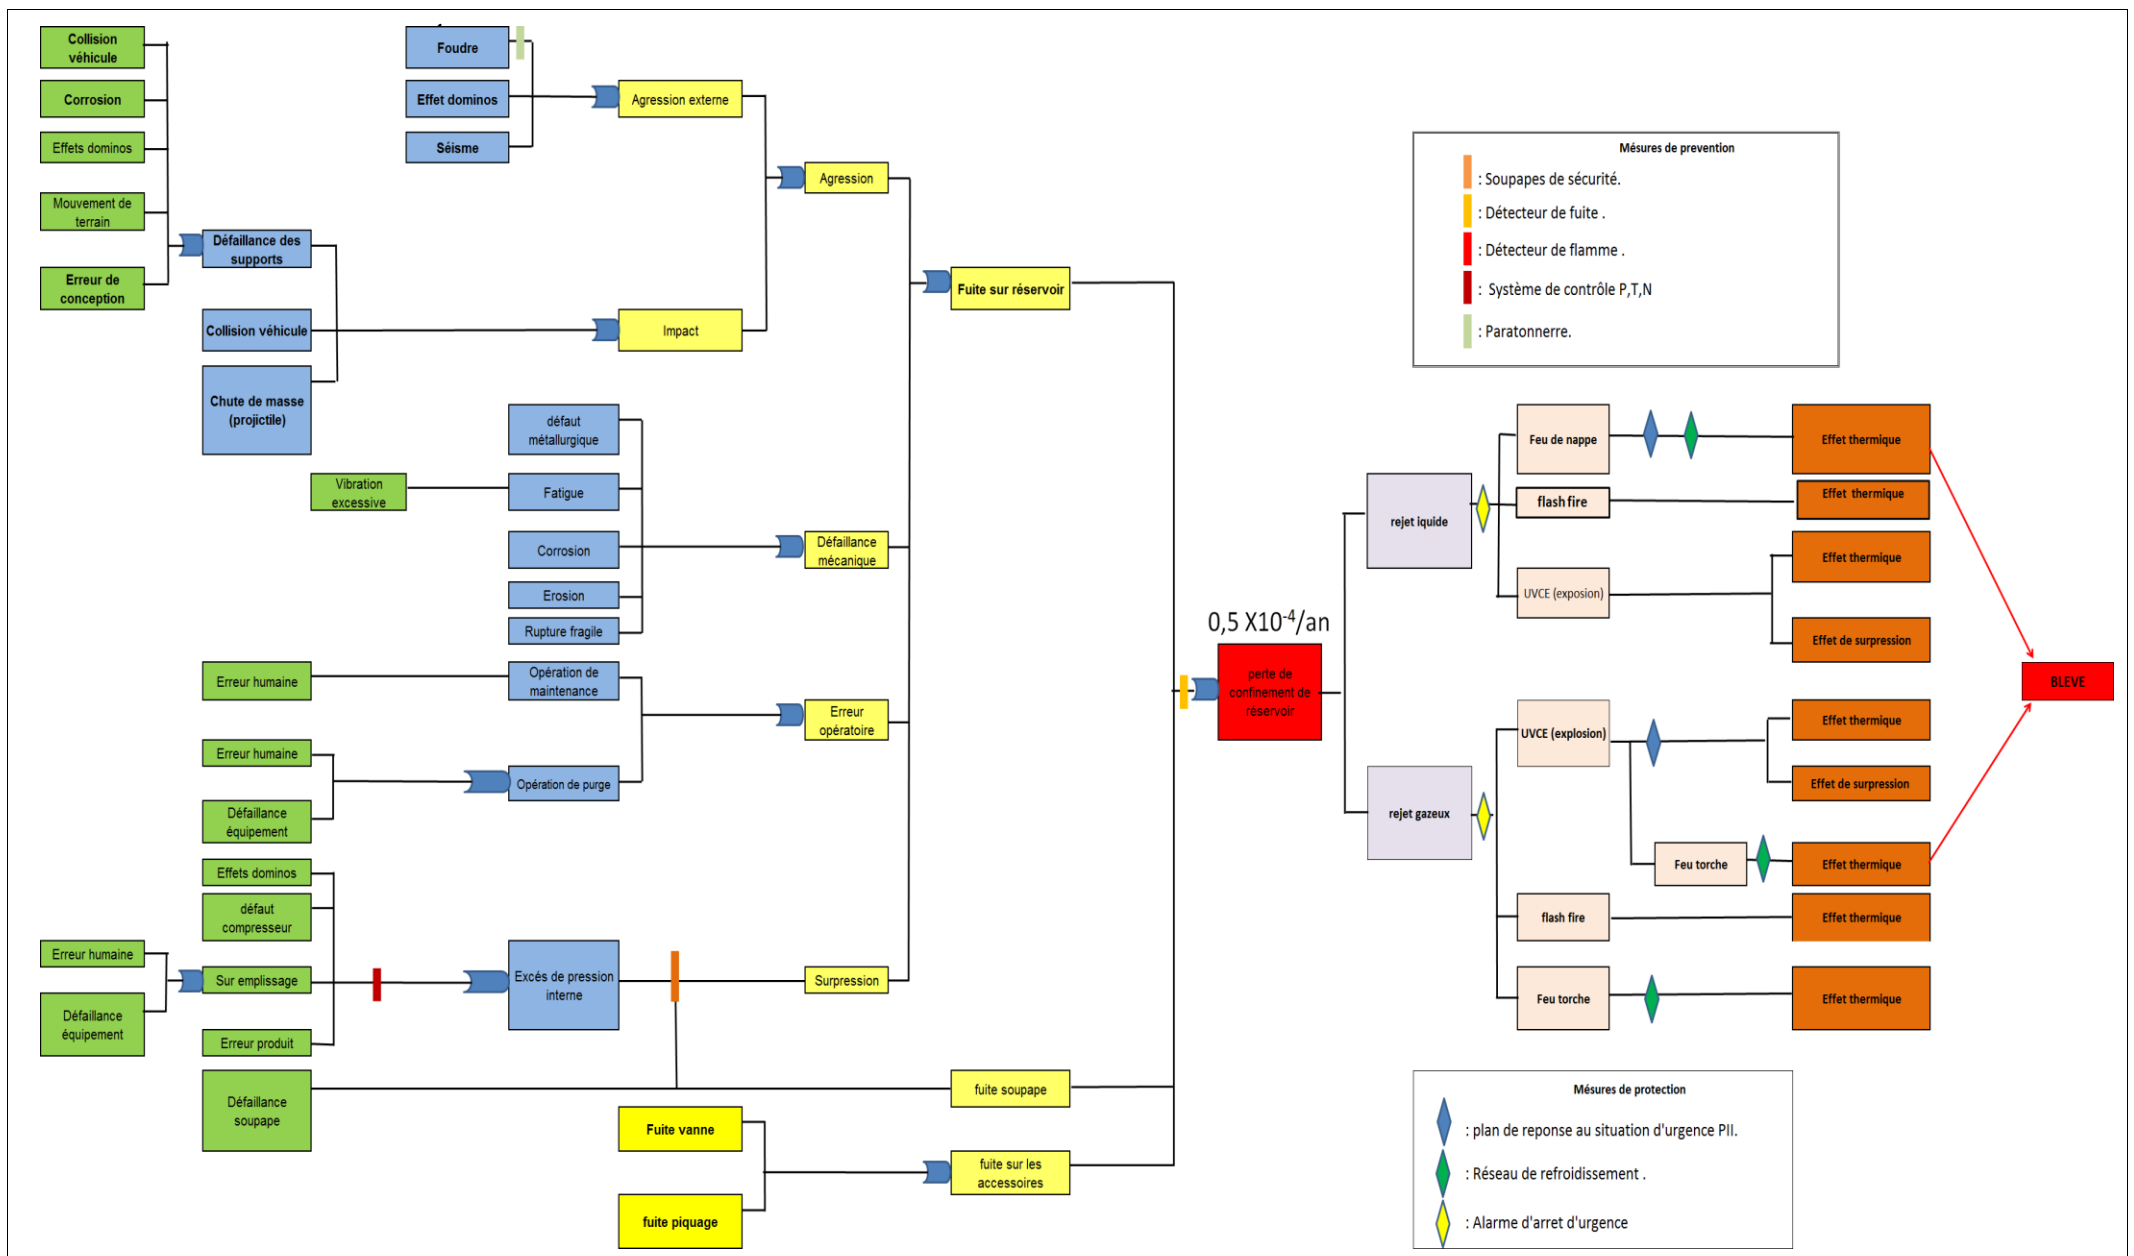 Collision
véhicule
Corrosion
Effets dominos
Mouvement de
terrain
Erreur de
conception
Défaillance des
supports
Collision véhicule
Chute de masse
(projictile)
Foudre
Effet dominos
Séisme
Agression externe
Impact
Agression
défaut
métallurgique
Vibration
excessive
Fatigue
Corrosion
Erosion
Rupture fragile
Défaillance
mécanique
Erreur humaine
Opération de
maintenance
Erreur humaine
Défaillance
équipement
Opération de purge
Erreur
opératoire
Effets dominos
défaut
compresseur
Erreur humaine
Défaillance
équipement
Sur emplissage
Erreur produit
Excés de pression
interne
Surpression
Défaillance
soupape
fuite soupape
Fuite vanne
fuite piquage
fuite sur les
accessoires
Fuite sur réservoir
0,5 X10-4/an
perte de
confinement de
réservoir
rejet iquide
rejet gazeux
Feu de nappe
flash fire
UVCE (exposion)
UVCE (explosion)
Feu torche
flash fire
Feu torche
Effet thermique
Effet thermique
Effet thermique
Effet de surpression
Effet thermique
Effet de surpression
Effet thermique
Effet thermique
Effet thermique
BLEVE
Mésures de prevention
: Soupapes de sécurité.
: Détecteur de fuite .
: Détecteur de flamme .
: Système de contrôle P,T,N
: Paratonnerre.
Mésures de protection
: plan de reponse au situation d'urgence PII.
: Réseau de refroidissement .
: Alarme d'arret d'urgence